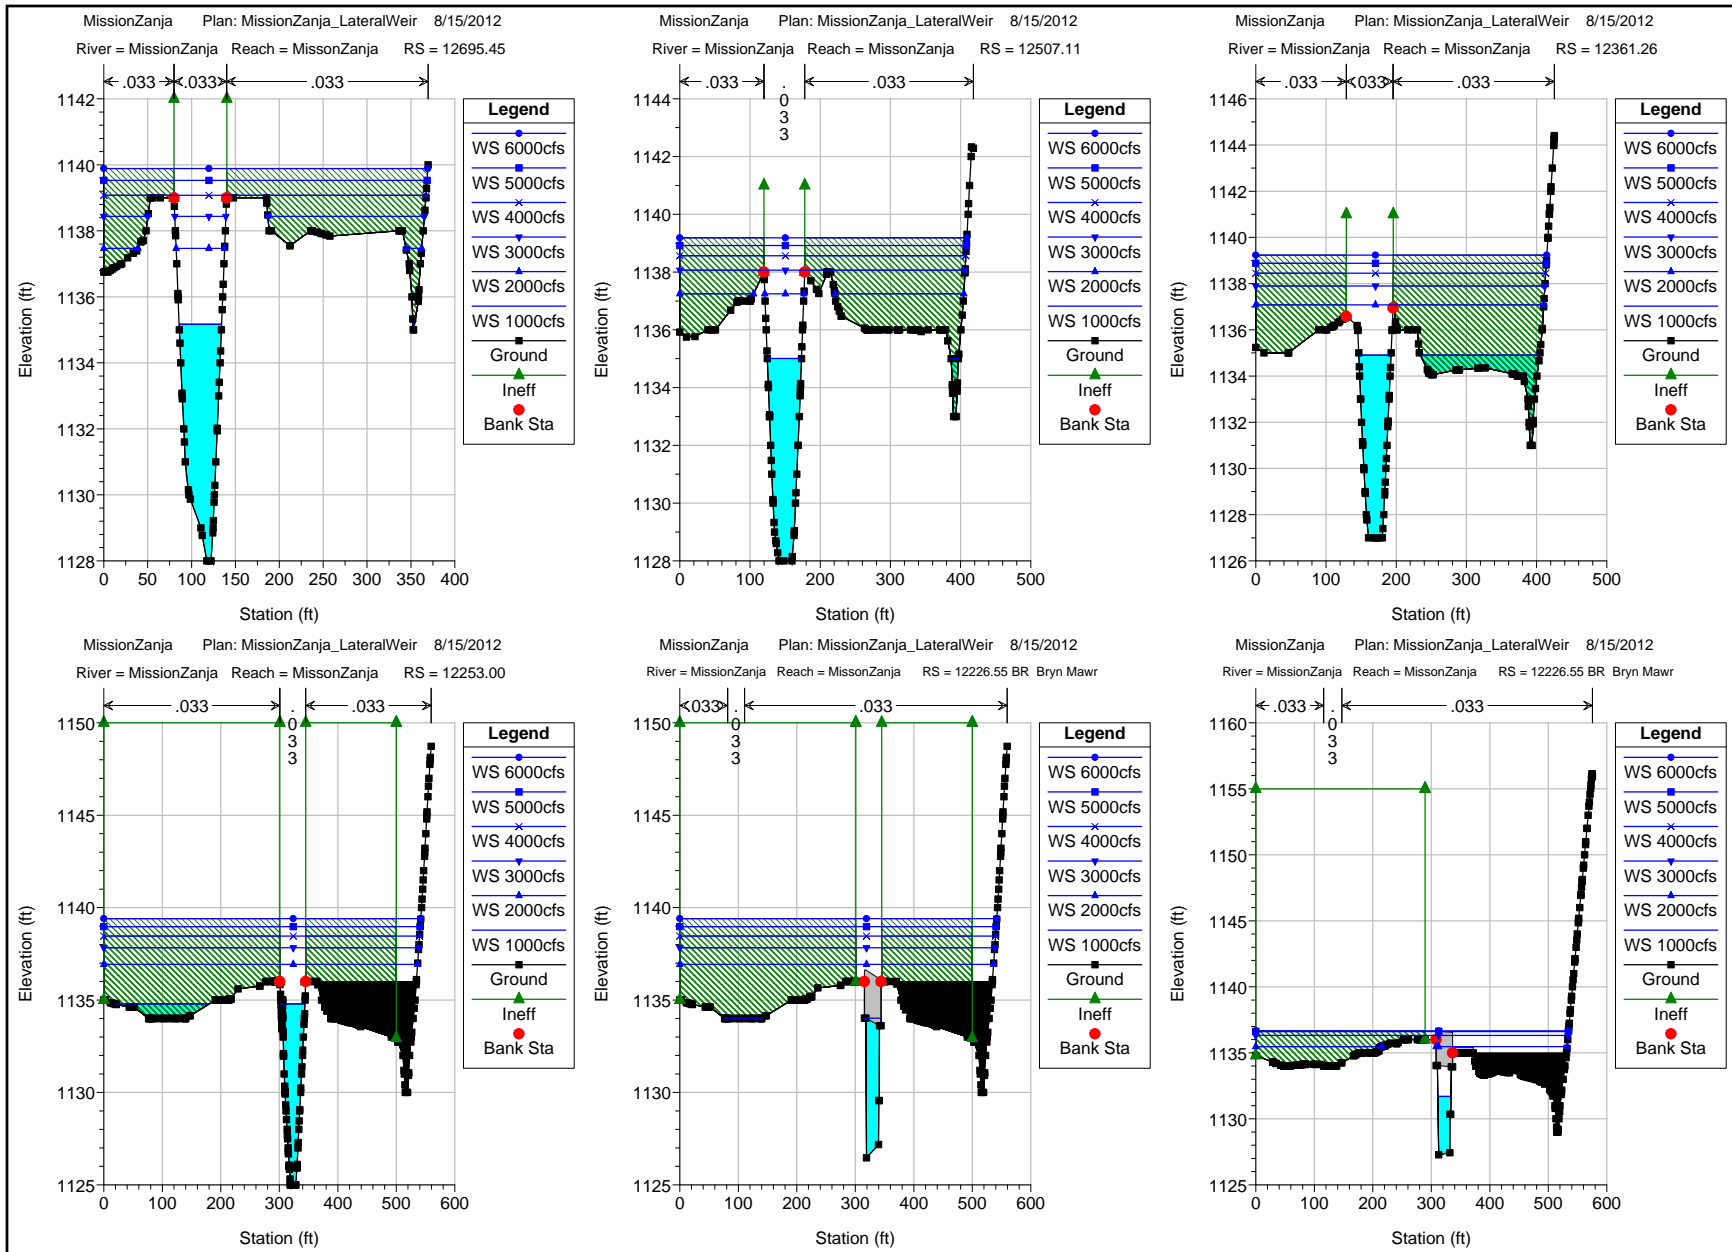 MissionZanja Plan: MissionZanja_LateralWeir 8/15/2012
River = MissionZanja Reach = MissonZanja RS = 12695.45
.033 .033 .033
1142
1140
1138
1136
1134
1132
1130
1128
Elevation (ft)
0 50 100 150 200 250 300 350 400
Station (ft)
Legend
WS 6000cfs
WS 5000cfs
WS 4000cfs
WS 3000cfs
WS 2000cfs
WS 1000cfs
Ground
Ineff
Bank Sta
MissionZanja Plan: MissionZanja_LateralWeir 8/15/2012
River = MissionZanja Reach = MissonZanja RS = 12507.11
.033 .033 .033
1144
1142
1140
1138
1136
1134
1132
1130
1128
Elevation (ft)
0 100 200 300 400 500
Station (ft)
Legend
WS 6000cfs
WS 5000cfs
WS 4000cfs
WS 3000cfs
WS 2000cfs
WS 1000cfs
Ground
Ineff
Bank Sta
MissionZanja Plan: MissionZanja_LateralWeir 8/15/2012
River = MissionZanja Reach = MissonZanja RS = 12361.26
.033 .033 .033
1146
1144
1142
1140
1138
1136
1134
1132
1130
1128
1126
Elevation (ft)
0 100 200 300 400 500
Station (ft)
Legend
WS 6000cfs
WS 5000cfs
WS 4000cfs
WS 3000cfs
WS 2000cfs
WS 1000cfs
Ground
Ineff
Bank Sta
MissionZanja Plan: MissionZanja_LateralWeir 8/15/2012
River = MissionZanja Reach = MissonZanja RS = 12253.00
.033 .033 .033
1150
1145
1140
1135
1130
1125
Elevation (ft)
0 100 200 300 400 500 600
Station (ft)
Legend
WS 6000cfs
WS 5000cfs
WS 4000cfs
WS 3000cfs
WS 2000cfs
WS 1000cfs
Ground
Ineff
Bank Sta
MissionZanja Plan: MissionZanja_LateralWeir 8/15/2012
River = MissionZanja Reach = MissonZanja RS = 12226.55 BR Bryn Mawr
.033 .033 .033
1150
1145
1140
1135
1130
1125
Elevation (ft)
0 100 200 300 400 500 600
Station (ft)
Legend
WS 6000cfs
WS 5000cfs
WS 4000cfs
WS 3000cfs
WS 2000cfs
WS 1000cfs
Ground
Ineff
Bank Sta
MissionZanja Plan: MissionZanja_LateralWeir 8/15/2012
River = MissionZanja Reach = MissonZanja RS = 12226.55 BR Bryn Mawr
.033 .033 .033
1160
1155
1150
1145
1140
1135
1130
1125
Elevation (ft)
0 100 200 300 400 500 600
Station (ft)
Legend
WS 6000cfs
WS 5000cfs
WS 4000cfs
WS 3000cfs
WS 2000cfs
WS 1000cfs
Ground
Ineff
Bank Sta